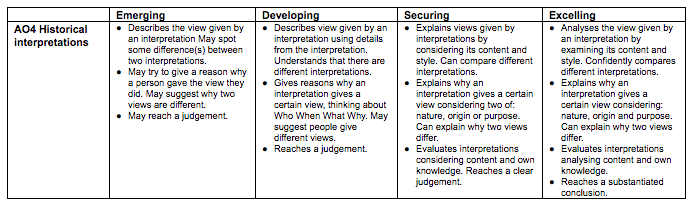 Emerging
Developing
Securing
Excelling
AO4 Historical
interpretations
● Describes the view given by
an interpretation May spot
some difference(s) between
two interpretations.
● May try to give a reason why
a person gave the view they
did. May suggest why two
views are different.
● May reach a judgement.
● Describes view given by an
interpretation using details
from the interpretation.
Understands that there are
different interpretations.
● Gives reasons why an
interpretation gives a
certain view, thinking about
Who When What Why. May
suggest people give
different views.
● Reaches a judgement.
● Explains views given by
interpretations by
considering its content and
style. Can compare different
interpretations.
● Explains why an
interpretation gives a certain
view considering two of:
nature, origin or purpose.
Can explain why two views
differ.
● Evaluates interpretations
considering content and own
knowledge. Reaches a clear
judgement.
● Analyses the view given by
an interpretation by
examining its content and
style. Confidently compares
different interpretations.
● Explains why an
interpretation gives a
certain view considering:
nature, origin and purpose.
Can explain why two views
differ.
● Evaluates interpretations
analysing content and own
knowledge.
● Reaches a substantiated
conclusion.